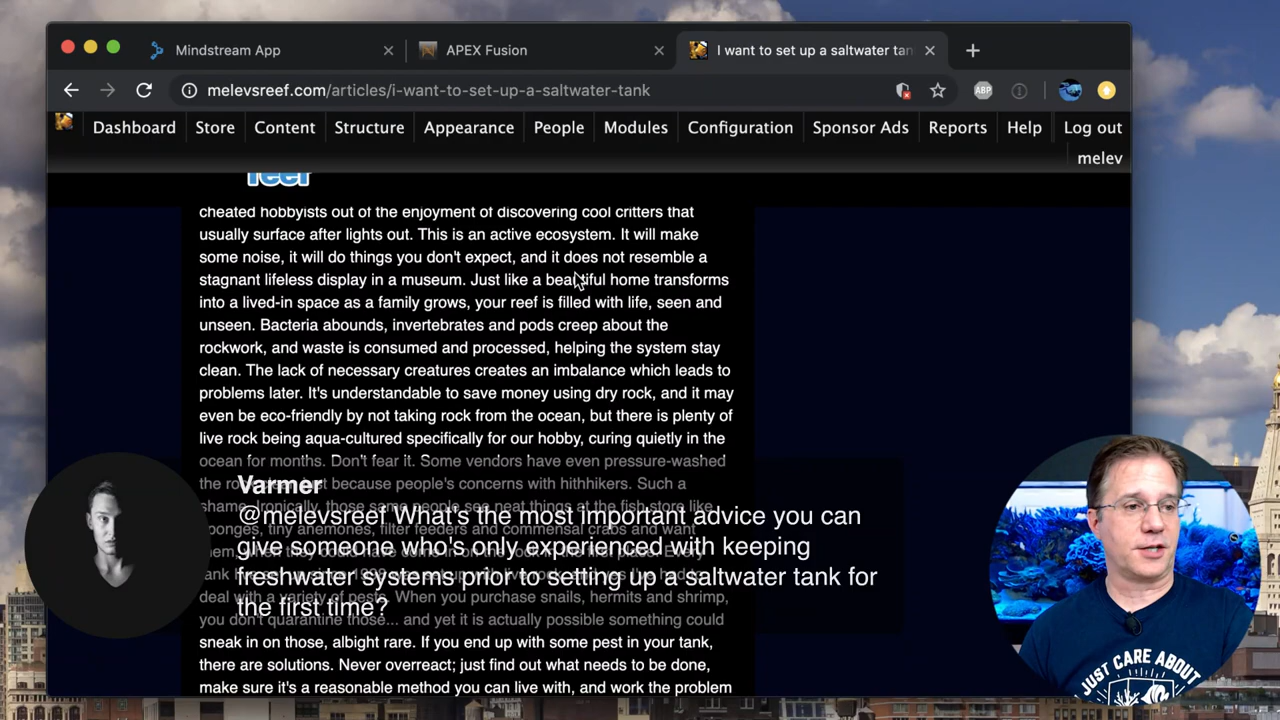 Mindstream App
APEX Fusion
I want to set up a saltwater tan
melevsreef.com/articles/i-want-to-set-up-a-saltwater-tank
ABP
Dashboard Store Content Structure Appearance People Modules Configuration Sponsor Ads Reports Help Log out
melev
reef
cheated hobbyists out of the enjoyment of discovering cool critters that
usually surface after lights out. This is an active ecosystem. It will make
some noise, it will do things you don't expect, and it does not resemble a
stagnant lifeless display in a museum. Just like a beautiful home transforms
into a lived-in space as a family grows, your reef is filled with life, seen and
unseen. Bacteria abounds, invertebrates and pods creep about the
rockwork, and waste is consumed and processed, helping the system stay
clean. The lack of necessary creatures creates an imbalance which leads to
problems later. It's understandable to save money using dry rock, and it may
even be eco-friendly by not taking rock from the ocean, but there is plenty of
live rock being aqua-cultured specifically for our hobby, curing quietly in the
ocean for months. Don't fear it. Some vendors have even pressure-washed
the because people's concerns with hithhikers. Such a
shame. Ironically, those same people see neat things at the fish store like
sponges, tiny anemones, filter feeders and commensal crabs and want
deal with a variety of pests. When you purchase snails, hermits and shrimp,
you don't quarantine those... and yet it is actually possible something could
sneak in on those, albight rare. If you end up with some pest in your tank,
there are solutions. Never overreact; just find out what needs to be done,
make sure it's a reasonable method you can live with, and work the problem
Varmer
@melevsreef What's the most important advice you can
give someone who's only experienced with keeping
freshwater systems prior to setting up a saltwater tank for
the first time?
JUST CARE ABOUT